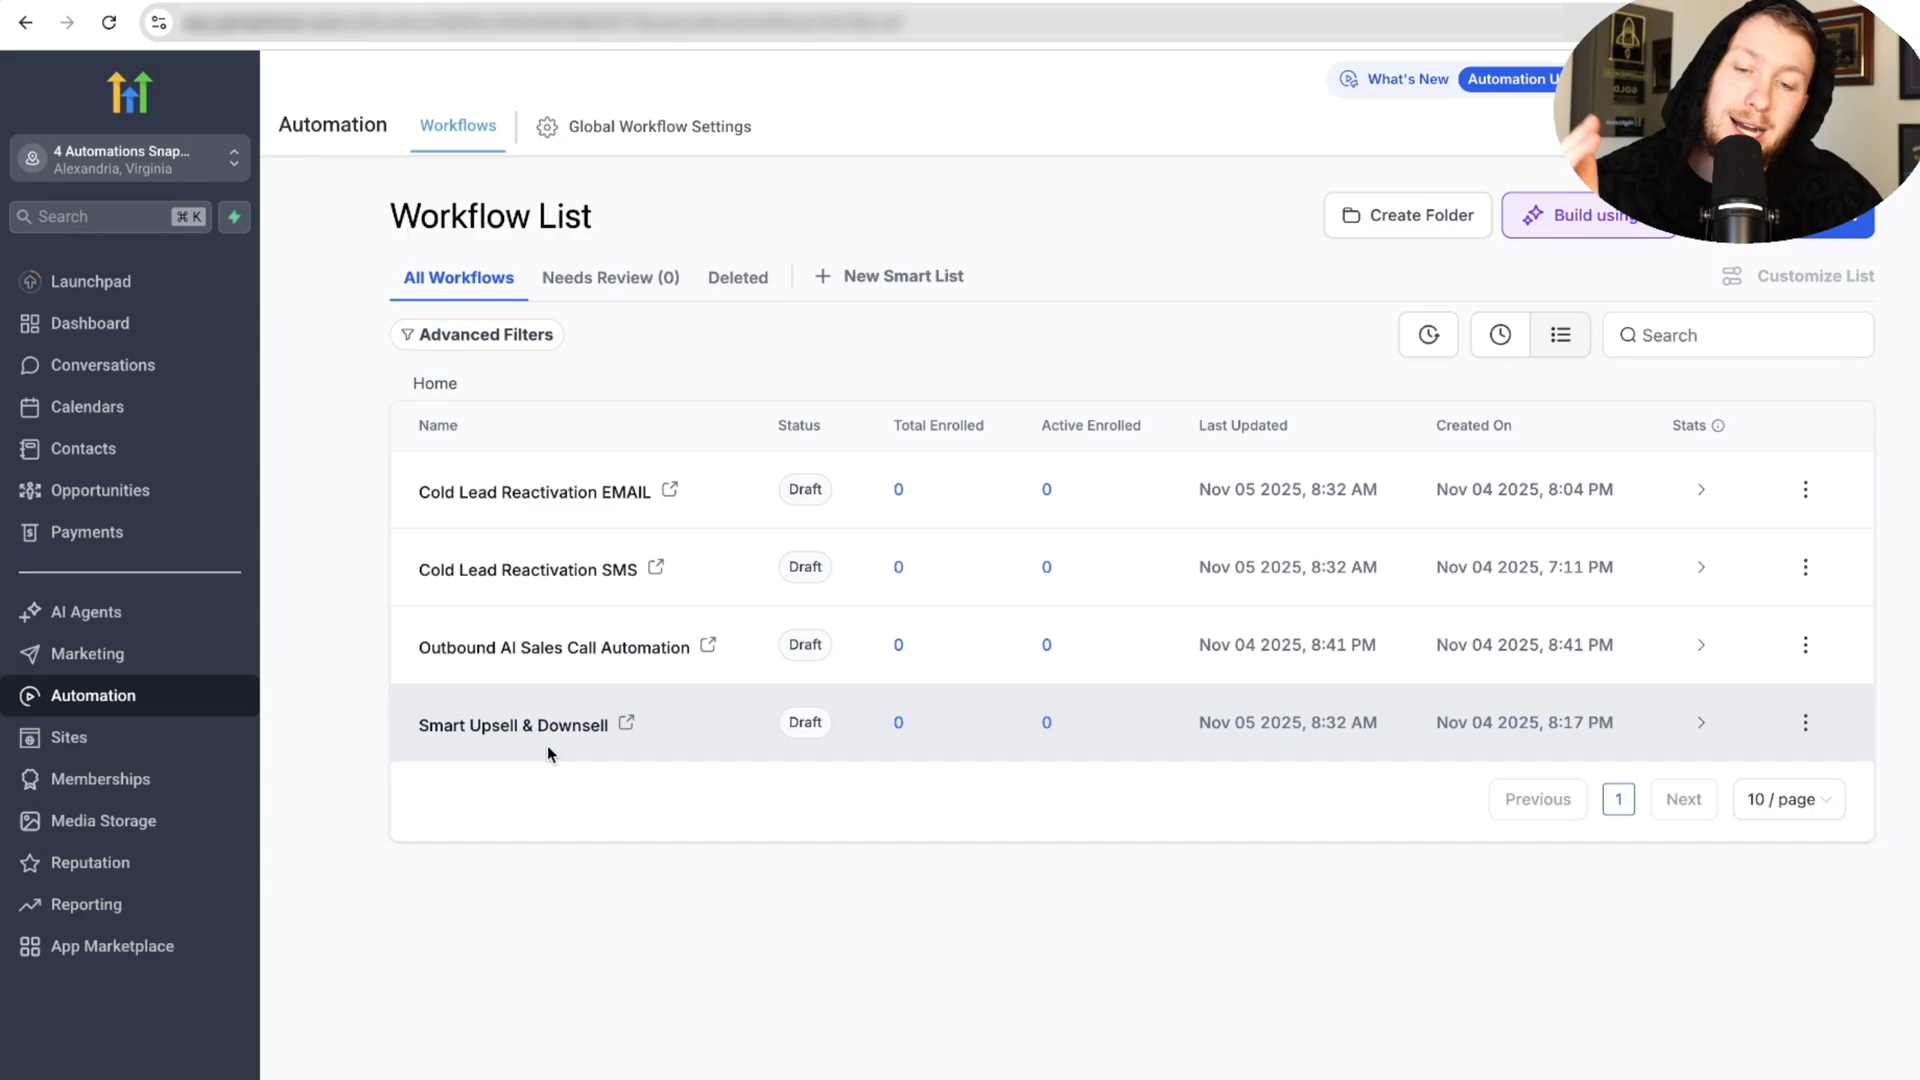 What's New
Automation U
Automation
Workflows
Global Workflow Settings
4 Automations Snap...
Alexandria, Virginia
Search
⌘ K
Launchpad
Dashboard
Conversations
Calendars
Contacts
Opportunities
Payments
AI Agents
Marketing
Automation
Sites
Memberships
Media Storage
Reputation
Reporting
App Marketplace
Workflow List
Create Folder
Build using
All Workflows
Needs Review (0)
Deleted
+ New Smart List
Customize List
Advanced Filters
Search
Home
Name Status Total Enrolled Active Enrolled Last Updated Created On Stats
Cold Lead Reactivation EMAIL Draft 0 0 Nov 05 2025, 8:32 AM Nov 04 2025, 8:04 PM
Cold Lead Reactivation SMS Draft 0 0 Nov 05 2025, 8:32 AM Nov 04 2025, 7:11 PM
Outbound AI Sales Call Automation Draft 0 0 Nov 04 2025, 8:41 PM Nov 04 2025, 8:41 PM
Smart Upsell & Downsell Draft 0 0 Nov 05 2025, 8:32 AM Nov 04 2025, 8:17 PM
Previous 1 Next 10 / page